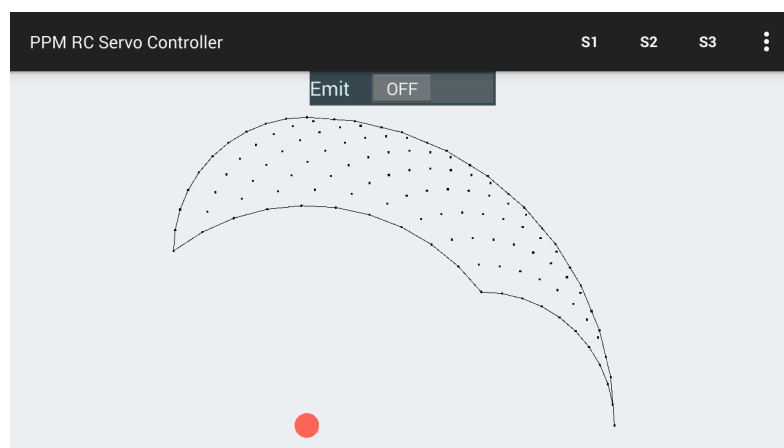 PPM RC Servo Controller S1 S2 S3
Emit OFF